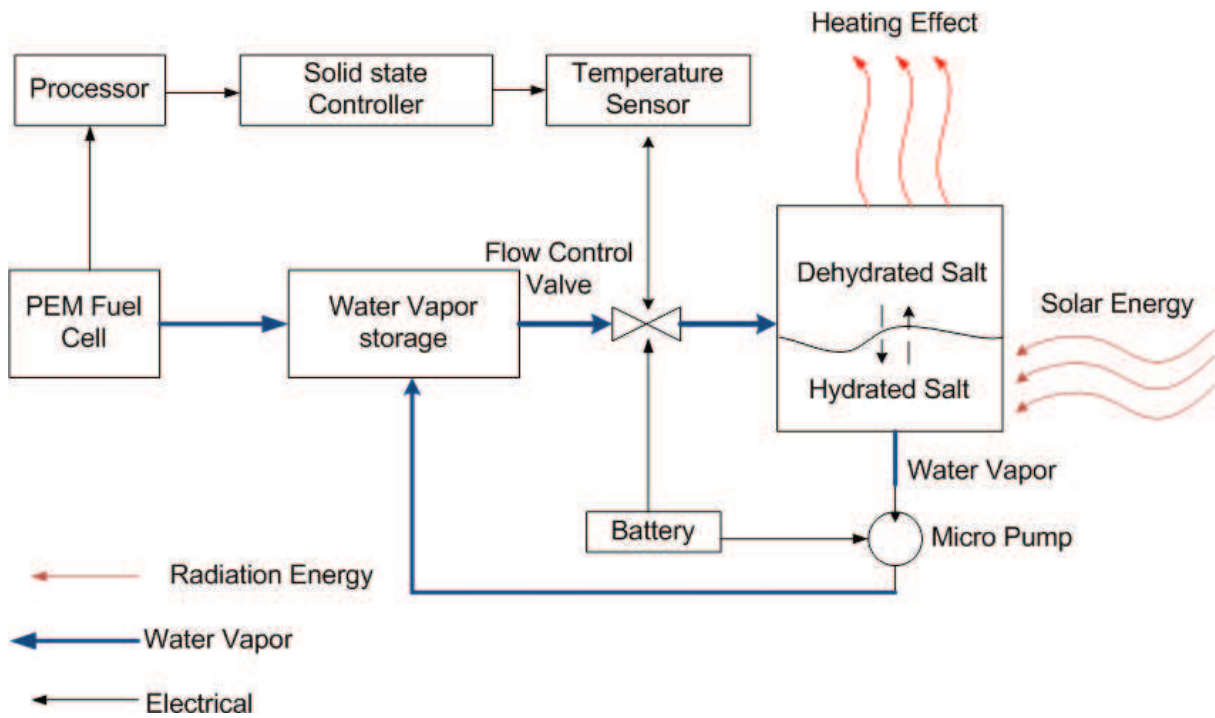 Heating Effect
Processor
Solid state
Controller
Temperature
Sensor
Flow Control
Valve
PEM Fuel
Cell
Water Vapor
storage
Dehydrated Salt
Hydrated Salt
Solar Energy
Water Vapor
Battery
Micro Pump
Radiation Energy
Water Vapor
Electrical